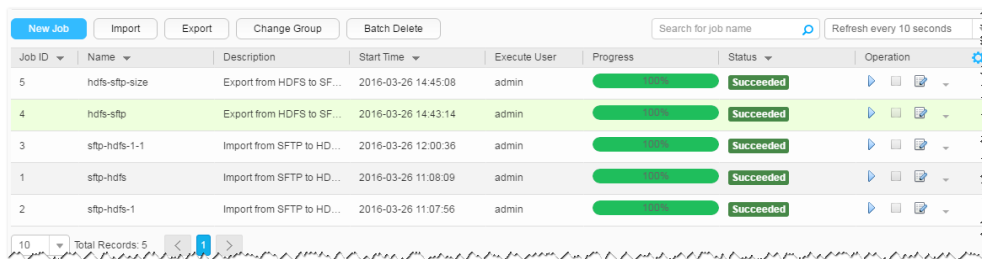 New Job Import Export Change Group Batch Delete Search for job name Refresh every 10 seconds
Job ID Name Description Start Time Execute User Progress Status Operation
5 hdfs-sftp-size Export from HDFS to SF... 2016-03-26 14:45:08 admin 100% Succeeded
4 hdfs-sftp Export from HDFS to SF... 2016-03-26 14:43:14 admin 100% Succeeded
3 sftp-hdfs-1-1 Import from SFTP to HD... 2016-03-26 12:00:36 admin 100% Succeeded
1 sftp-hdfs Import from SFTP to HD... 2016-03-26 11:08:09 admin 100% Succeeded
2 sftp-hdfs-1 Import from SFTP to HD... 2016-03-26 11:07:56 admin 100% Succeeded
10 Total Records: 5 < 1 >